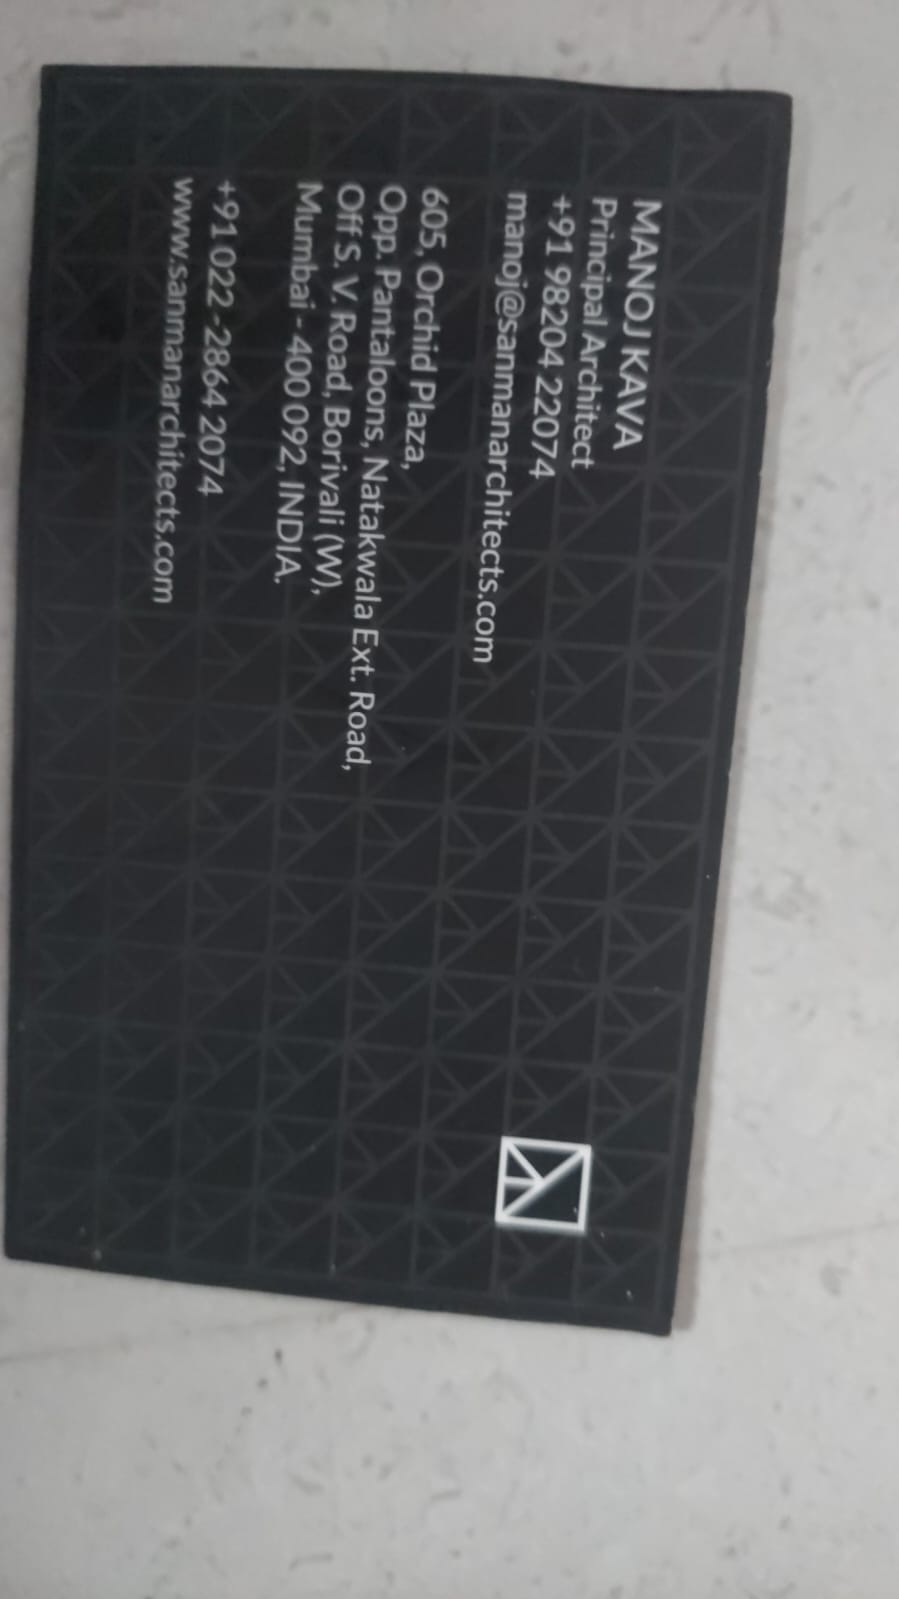 MANOJ KAVA
Principal Architect
+91 98204 22074
manoj@sanmanarchitects.com
605, Orchid Plaza,
Opp. Pantaloons, Natakwala Ext. Road,
Off S. V. Road, Borivali (W),
Mumbai - 400 092, INDIA.
+91 022-2864 2074
www.sanmanarchitects.com